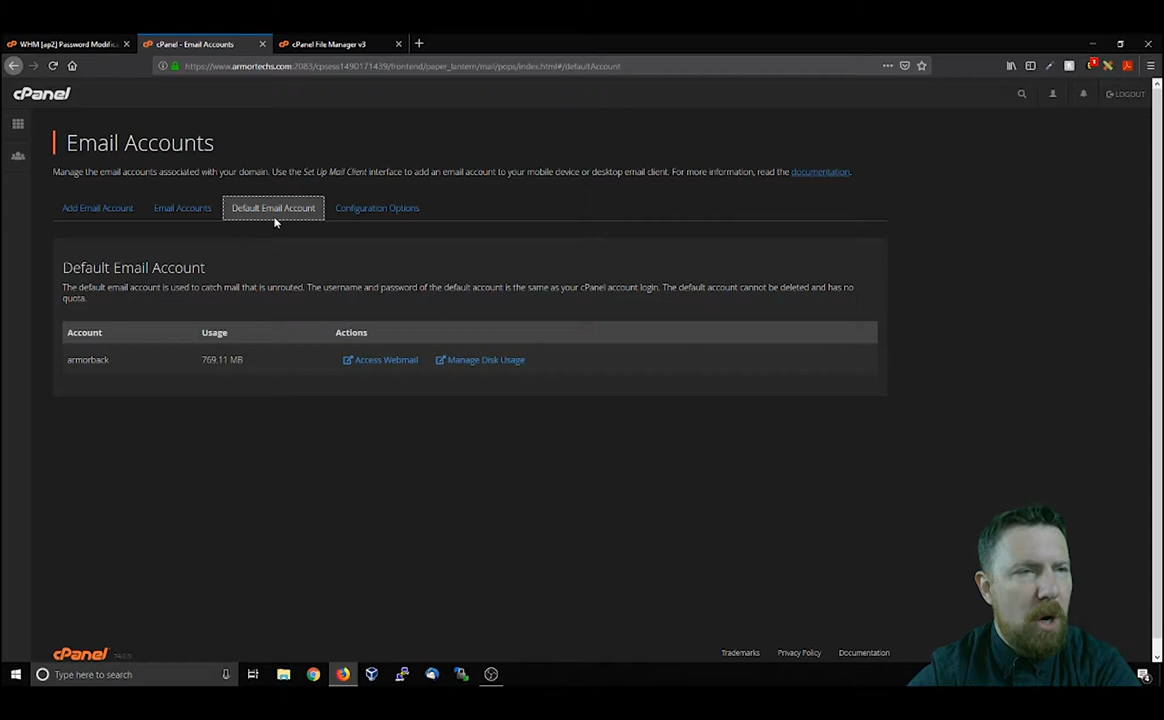 WHM [ap2] Password Modific
cPanel - Email Accounts
cPanel File Manager v3
https://www.armortechs.com:2083/cpsess1490171439/frontend/paper_lantern/mail/pops/index.html#/defaultAccount
cPanel
LOGOUT
Email Accounts
Manage the email accounts associated with your domain. Use the Set Up Mail Client interface to add an email account to your mobile device or desktop email client. For more information, read the documentation.
Add Email Account
Email Accounts
Default Email Account
Configuration Options
Default Email Account
The default email account is used to catch mail that is unrouted. The username and password of the default account is the same as your cPanel account login. The default account cannot be deleted and has no
quota.
Account Usage Actions
armorback 769.11 MB Access Webmail Manage Disk Usage
cPanel
Trademarks Privacy Policy Documentation
Type here to search